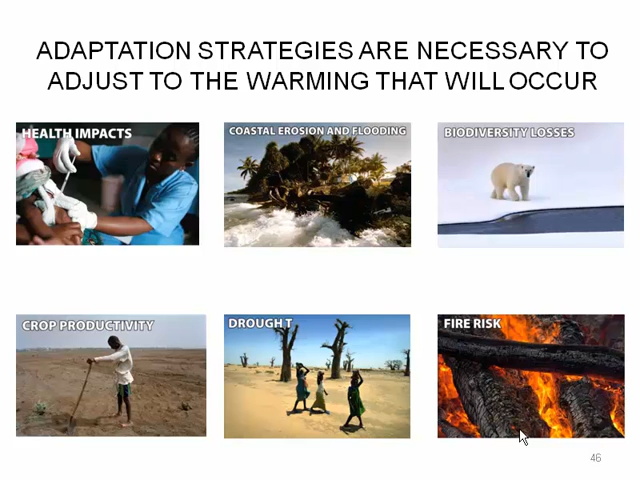 ADAPTATION STRATEGIES ARE NECESSARY TO
ADJUST TO THE WARMING THAT WILL OCCUR
HEALTH IMPACTS
COASTAL EROSION AND FLOODING
BIODIVERSITY LOSSES
CROP PRODUCTIVITY
DROUGH T
FIRE RISK
46